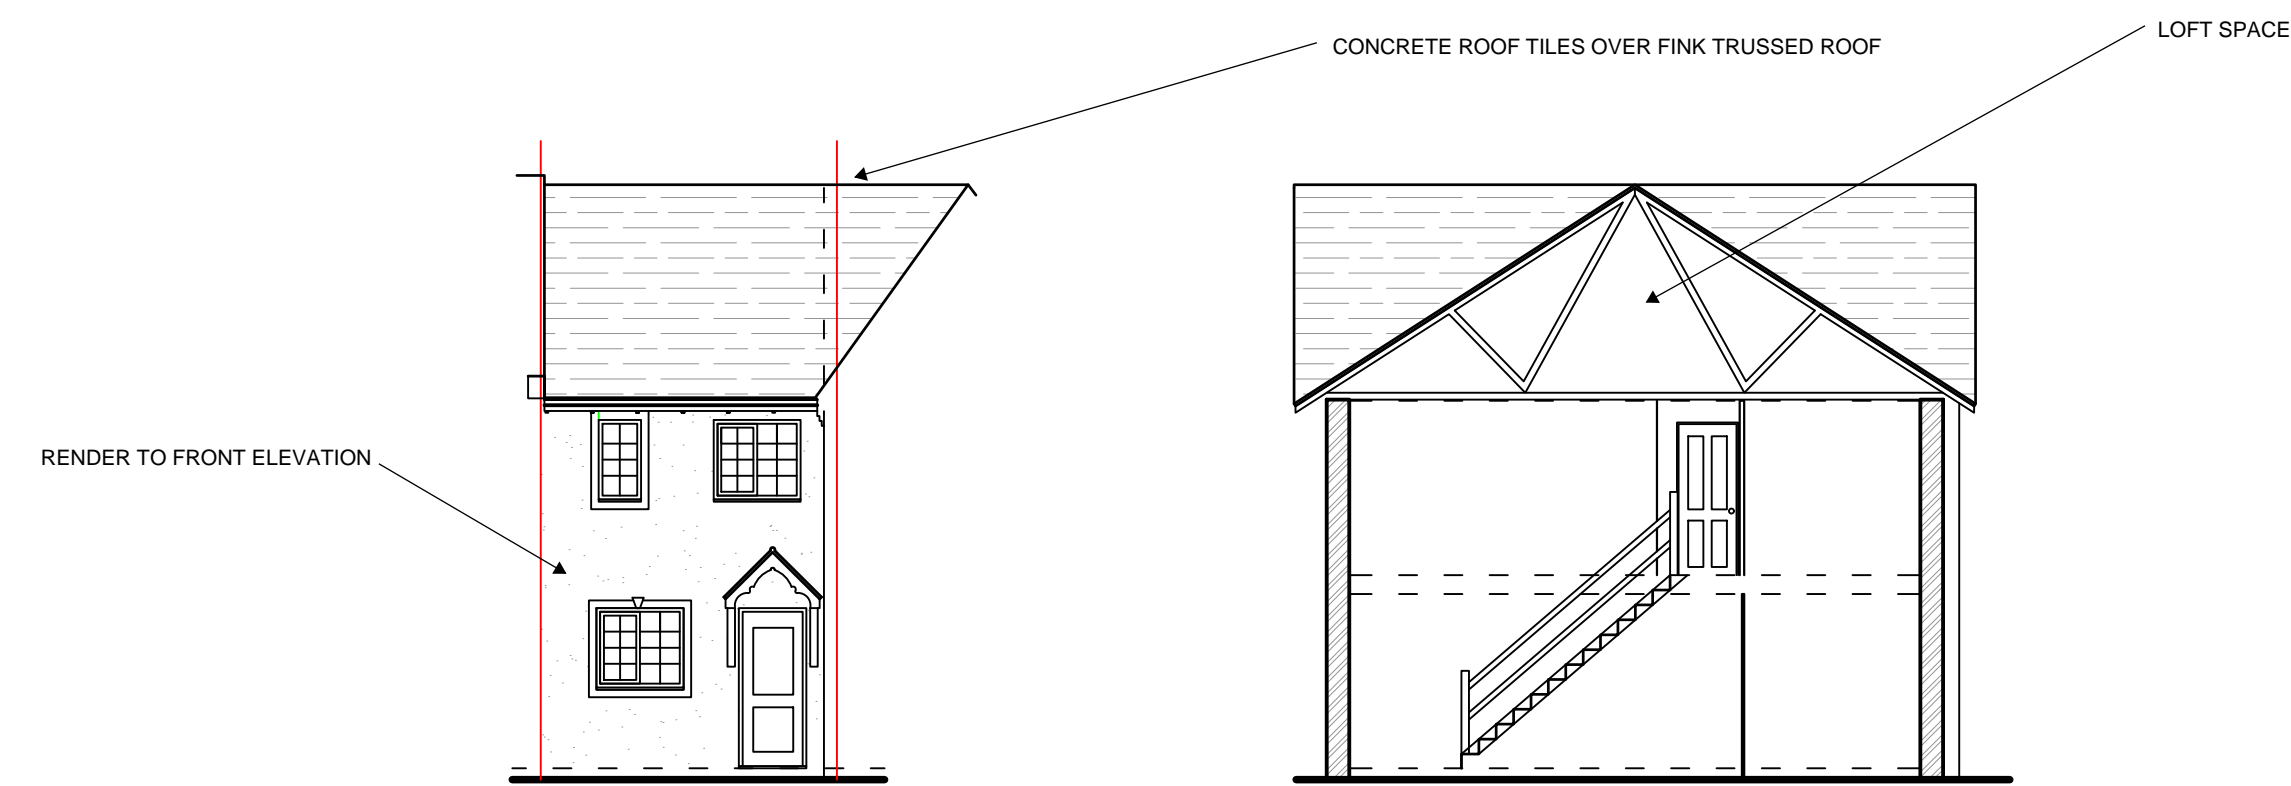 LOFT SPACE
CONCRETE ROOF TILES OVER FINK TRUSSED ROOF
RENDER TO FRONT ELEVATION